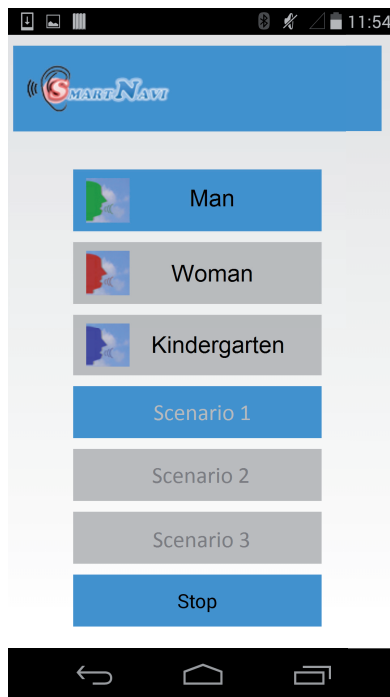 11:54
SmartNavi
Man
Woman
Kindergarten
Scenario 1
Scenario 2
Scenario 3
Stop